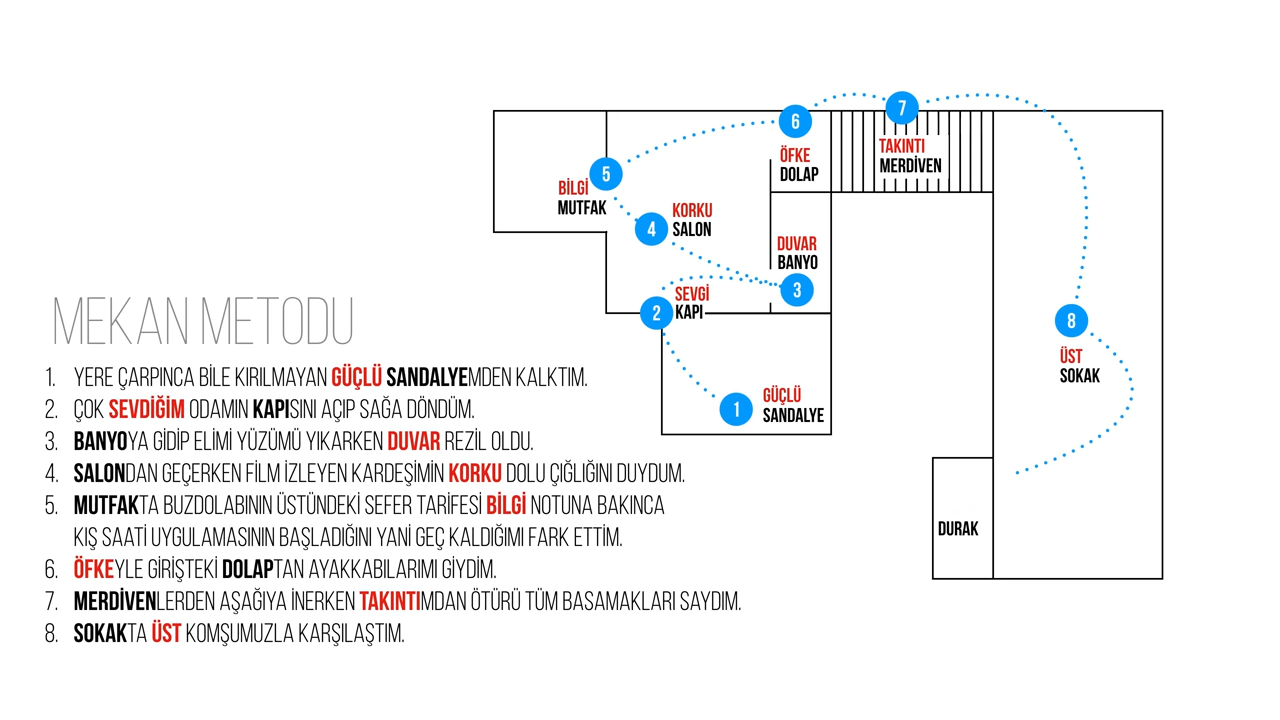 MEKAN METODU
1. YERE ÇARPINCA BİLE KIRILMAYAN GÜÇLÜ SANDALYEMDEN KALKTIM.
2. ÇOK SEVDİĞİM ODAMIN KAPISINI AÇIP SAĞA DÖNDÜM.
3. BANYOYA GİDİP ELİMİ YÜZÜMÜ YIKARKEN DUVAR REZİL OLDU.
4. SALONDAN GEÇERKEN FİLM İZLEYEN KARDEŞİMİN KORKU DOLU ÇIĞLIĞINI DUYDUM.
5. MUTFAKTA BUZDOLABININ ÜSTÜNDEKİ SEFER TARİFESİ BİLGİ NOTUNA BAKINCA
KIŞ SAATİ UYGULAMASININ BAŞLADIĞINI YANİ GEÇ KALDIĞIMI FARK ETTİM.
6. ÖFKEYLE GİRİŞTEKİ DOLAPTAN AYAKKABILARIMI GİYDİM.
7. MERDİVENLERDEN AŞAĞIYA İNERKEN TAKINTIMDAN ÖTÜRÜ TÜM BASAMAKLARI SAYDIM.
8. SOKAKTA ÜST KOMŞUMUZLA KARŞILAŞTIM.
1
GÜÇLÜ
SANDALYE
2
SEVGİ
KAPI
3
DUVAR
BANYO
4
KORKU
SALON
5
BİLGİ
MUTFAK
6
ÖFKE
DOLAP
7
TAKINTI
MERDİVEN
8
ÜST
SOKAK
DURAK